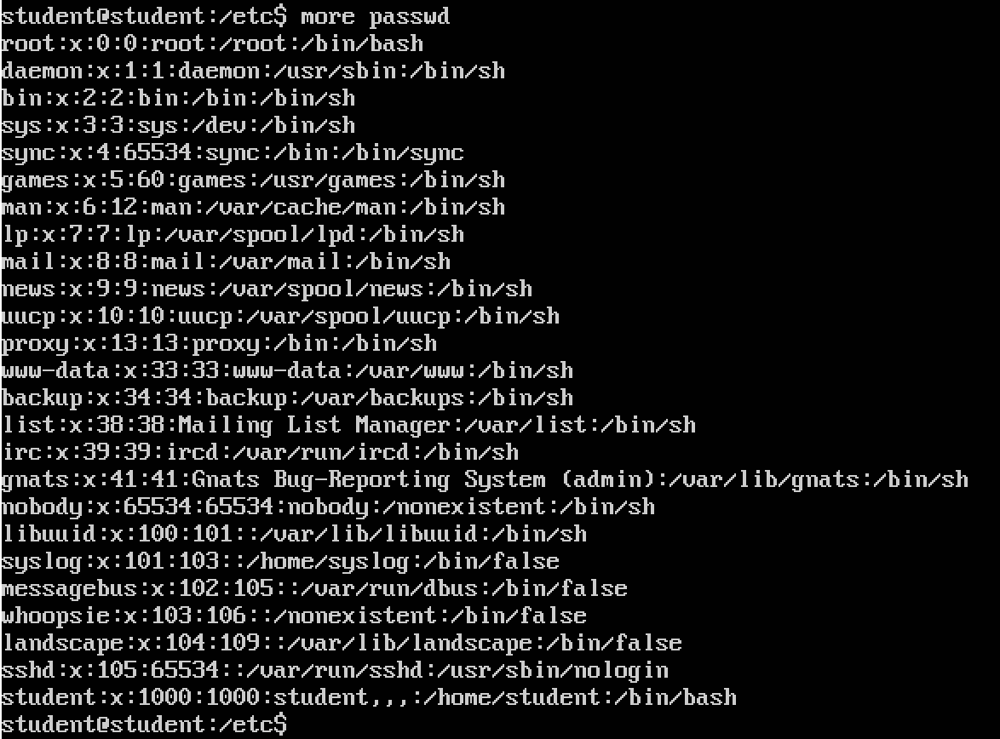 student@student:/etc$ more passwd
root:x:0:0:root:/root:/bin/bash
daemon:x:1:1:daemon:/usr/sbin:/bin/sh
bin:x:2:2:bin:/bin:/bin/sh
sys:x:3:3:sys:/dev:/bin/sh
sync:x:4:65534:sync:/bin:/bin/sync
games:x:5:60:games:/usr/games:/bin/sh
man:x:6:12:man:/var/cache/man:/bin/sh
lp:x:7:7:lp:/var/spool/lpd:/bin/sh
mail:x:8:8:mail:/var/mail:/bin/sh
news:x:9:9:news:/var/spool/news:/bin/sh
uucp:x:10:10:uucp:/var/spool/uucp:/bin/sh
proxy:x:13:13:proxy:/bin:/bin/sh
www-data:x:33:33:www-data:/var/www:/bin/sh
backup:x:34:34:backup:/var/backups:/bin/sh
list:x:38:38:Mailing List Manager:/var/list:/bin/sh
irc:x:39:39:ircd:/var/run/ircd:/bin/sh
gnats:x:41:41:Gnats Bug-Reporting System (admin):/var/lib/gnats:/bin/sh
nobody:x:65534:65534:nobody:/nonexistent:/bin/sh
libuuid:x:100:101::/var/lib/libuuid:/bin/sh
syslog:x:101:103::/home/syslog:/bin/false
messagebus:x:102:105::/var/run/dbus:/bin/false
whoopsie:x:103:106::/nonexistent:/bin/false
landscape:x:104:109::/var/lib/landscape:/bin/false
sshd:x:105:65534::/var/run/sshd:/usr/sbin/nologin
student:x:1000:1000:student,,,:/home/student:/bin/bash
student@student:/etc$